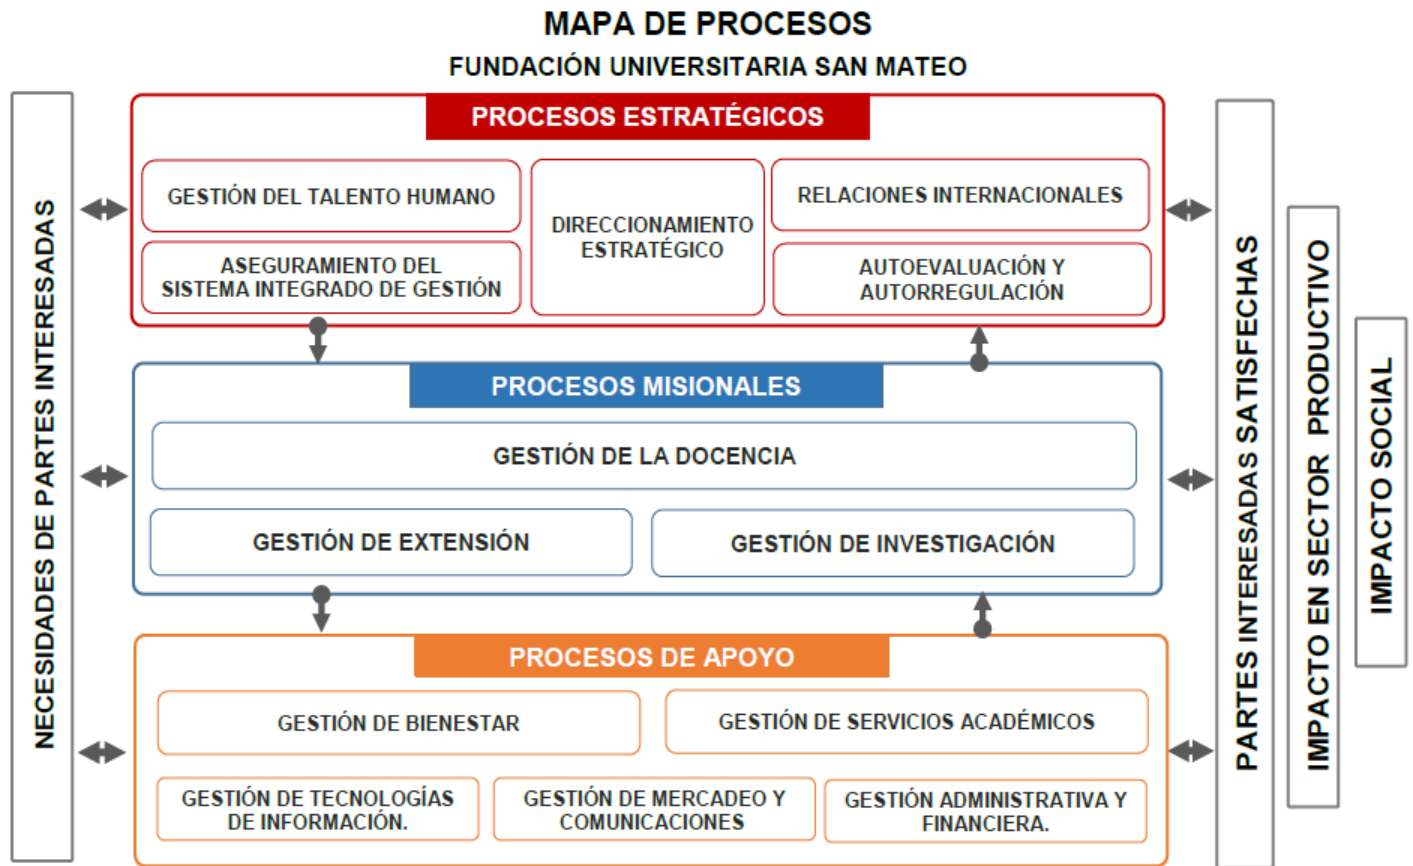 MAPA DE PROCESOS
FUNDACIÓN UNIVERSITARIA SAN MATEO
NECESIDADES DE PARTES INTERESADAS
PROCESOS ESTRATÉGICOS
GESTIÓN DEL TALENTO HUMANO
ASEGURAMIENTO DEL
SISTEMA INTEGRADO DE GESTIÓN
DIRECCIONAMIENTO
ESTRATÉGICO
RELACIONES INTERNACIONALES
AUTOEVALUACIÓN Y
AUTORREGULACIÓN
PROCESOS MISIONALES
GESTIÓN DE LA DOCENCIA
GESTIÓN DE EXTENSIÓN
GESTIÓN DE INVESTIGACIÓN
PROCESOS DE APOYO
GESTIÓN DE BIENESTAR
GESTIÓN DE SERVICIOS ACADÉMICOS
GESTIÓN DE TECNOLOGÍAS
DE INFORMACIÓN.
GESTIÓN DE MERCADEO Y
COMUNICACIONES
GESTIÓN ADMINISTRATIVA Y
FINANCIERA.
PARTES INTERESADAS SATISFECHAS
IMPACTO EN SECTOR PRODUCTIVO
IMPACTO SOCIAL